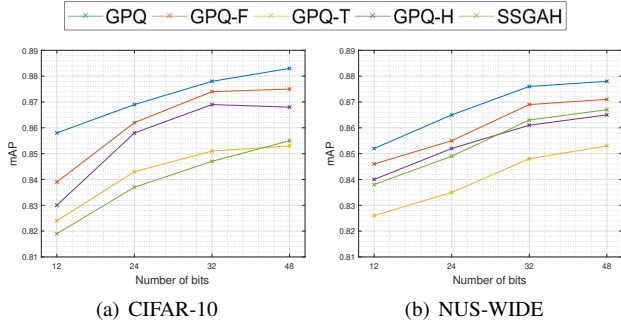 GPQ GPQ-F GPQ-T GPQ-H SSGAH
0.89
0.88
0.87
0.86
0.85
0.84
0.83
0.82
0.81
mAP
12 24 32 48
Number of bits
(a) CIFAR-10
0.89
0.88
0.87
0.86
0.85
0.84
0.83
0.82
0.81
mAP
12 24 32 48
Number of bits
(b) NUS-WIDE